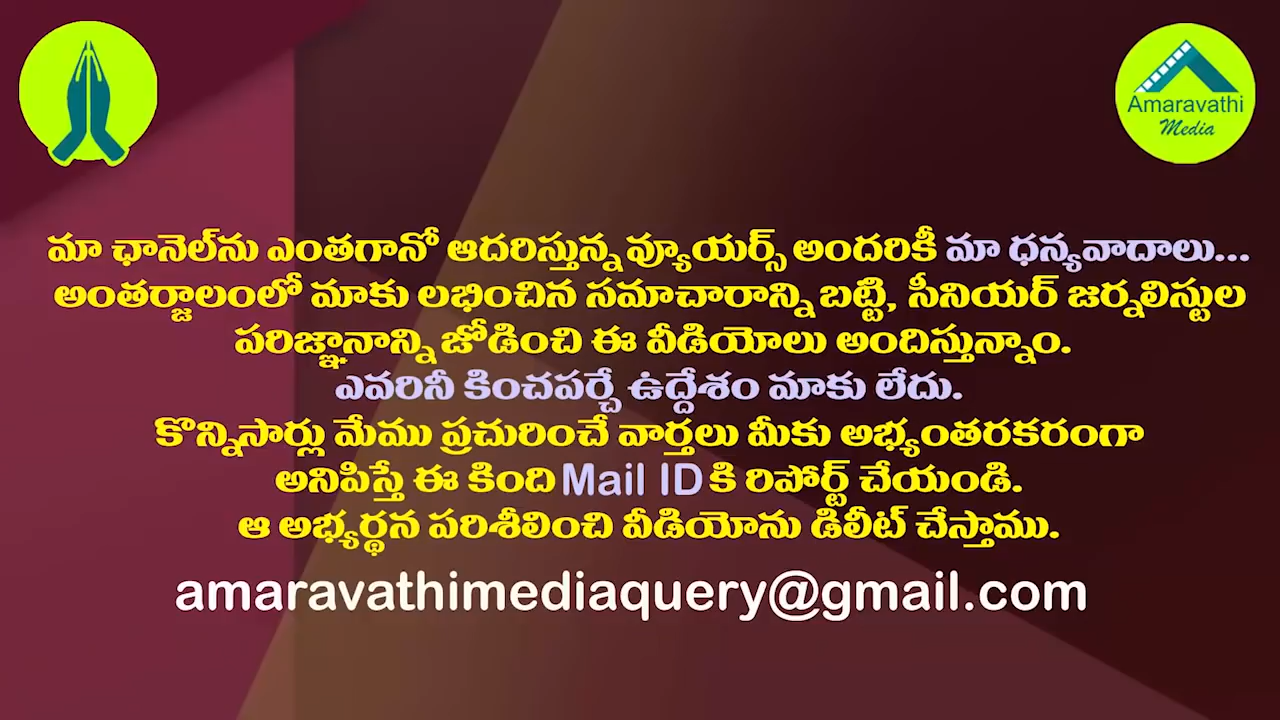 Amaravathi
Media
మా ఛానెల్‌ను ఎంతగానో ఆదరిస్తున్న వ్యూయర్స్ అందరికీ మా ధన్యవాదాలు...
అంతర్జాలంలో మాకు లభించిన సమాచారాన్ని బట్టి, సీనియర్ జర్నలిస్టుల
పరిజ్ఞానాన్ని జోడించి ఈ వీడియోలు అందిస్తున్నాం.
ఎవరినీ కించపర్చే ఉద్దేశం మాకు లేదు.
కొన్నిసార్లు మేము ప్రచురించే వార్తలు మీకు అభ్యంతరకరంగా
అనిపిస్తే ఈ కింది Mail ID కి రిపోర్ట్ చేయండి.
ఆ అభ్యర్థన పరిశీలించి వీడియోను డిలీట్ చేస్తాము.
amaravathimediaquery@gmail.com